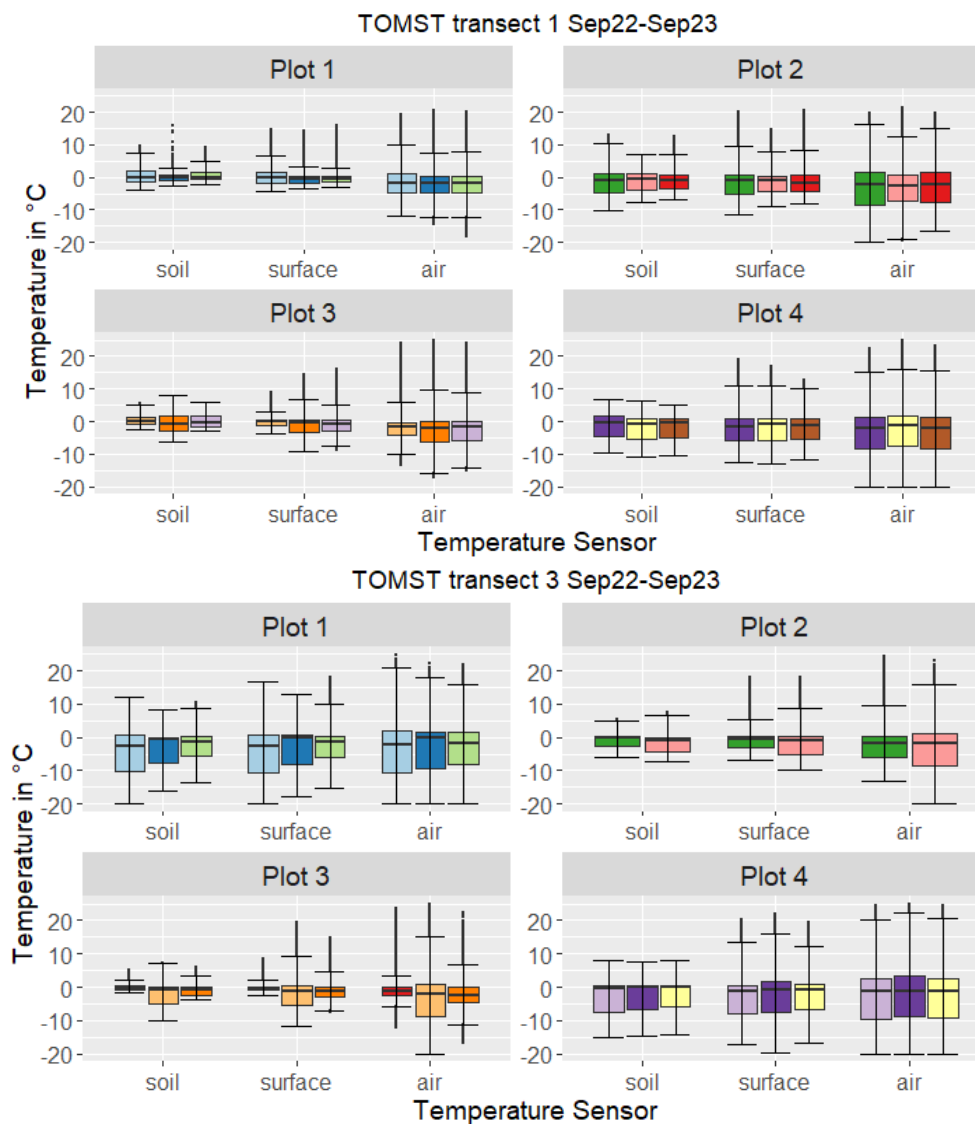 TOMST transect 1 Sep22-Sep23
Plot 1
Plot 2
20
10
0
-10
-20
soil surface air
20
10
0
-10
-20
soil surface air
Plot 3
Plot 4
20
10
0
-10
-20
soil surface air
20
10
0
-10
-20
soil surface air
Temperature in °C
Temperature Sensor
TOMST transect 3 Sep22-Sep23
Plot 1
Plot 2
20
10
0
-10
-20
soil surface air
20
10
0
-10
-20
soil surface air
Plot 3
Plot 4
20
10
0
-10
-20
soil surface air
20
10
0
-10
-20
soil surface air
Temperature in °C
Temperature Sensor